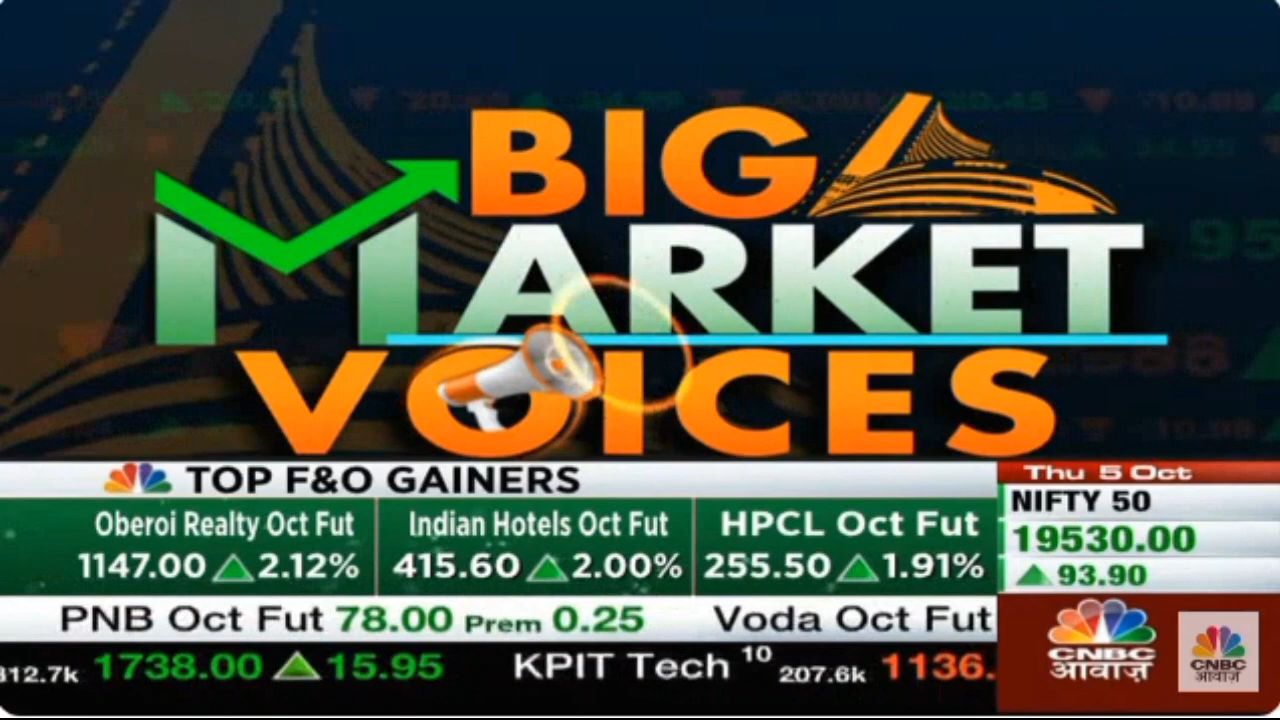 BIG
MARKET
VOICES
TOP F&O GAINERS
Oberoi Realty Oct Fut
1147.00 ▲ 2.12%
Indian Hotels Oct Fut
415.60 ▲ 2.00%
HPCL Oct Fut
255.50 ▲ 1.91%
Thu 5 Oct
NIFTY 50
19530.00
▲ 93.90
PNB Oct Fut 78.00 Prem 0.25 Voda Oct Fut
312.7k 1738.00 ▲ 15.95 KPIT Tech 10 207.6k 1136.
CNBC
आवाज़
CNBC
आवाज़